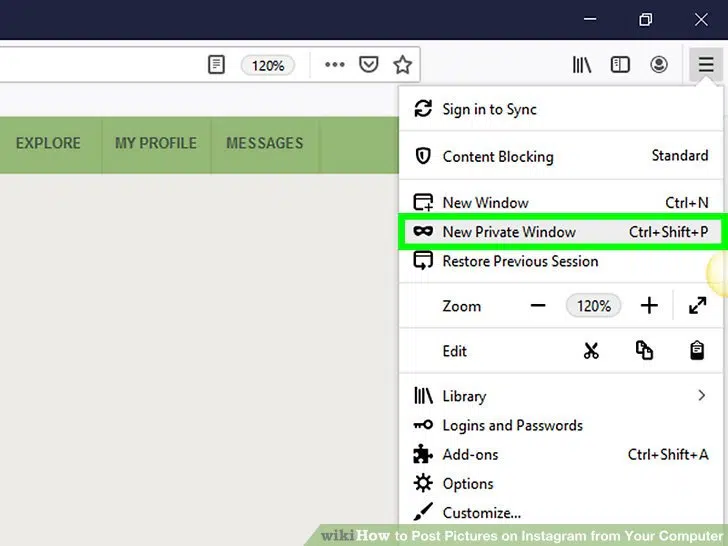 120%
EXPLORE MY PROFILE MESSAGES
Sign in to Sync
Content Blocking Standard
New Window Ctrl+N
New Private Window Ctrl+Shift+P
Restore Previous Session
Zoom 120%
Edit
Library
Logins and Passwords
Add-ons Ctrl+Shift+A
Options
Customize...
wikiHow to Post Pictures on Instagram from Your Computer